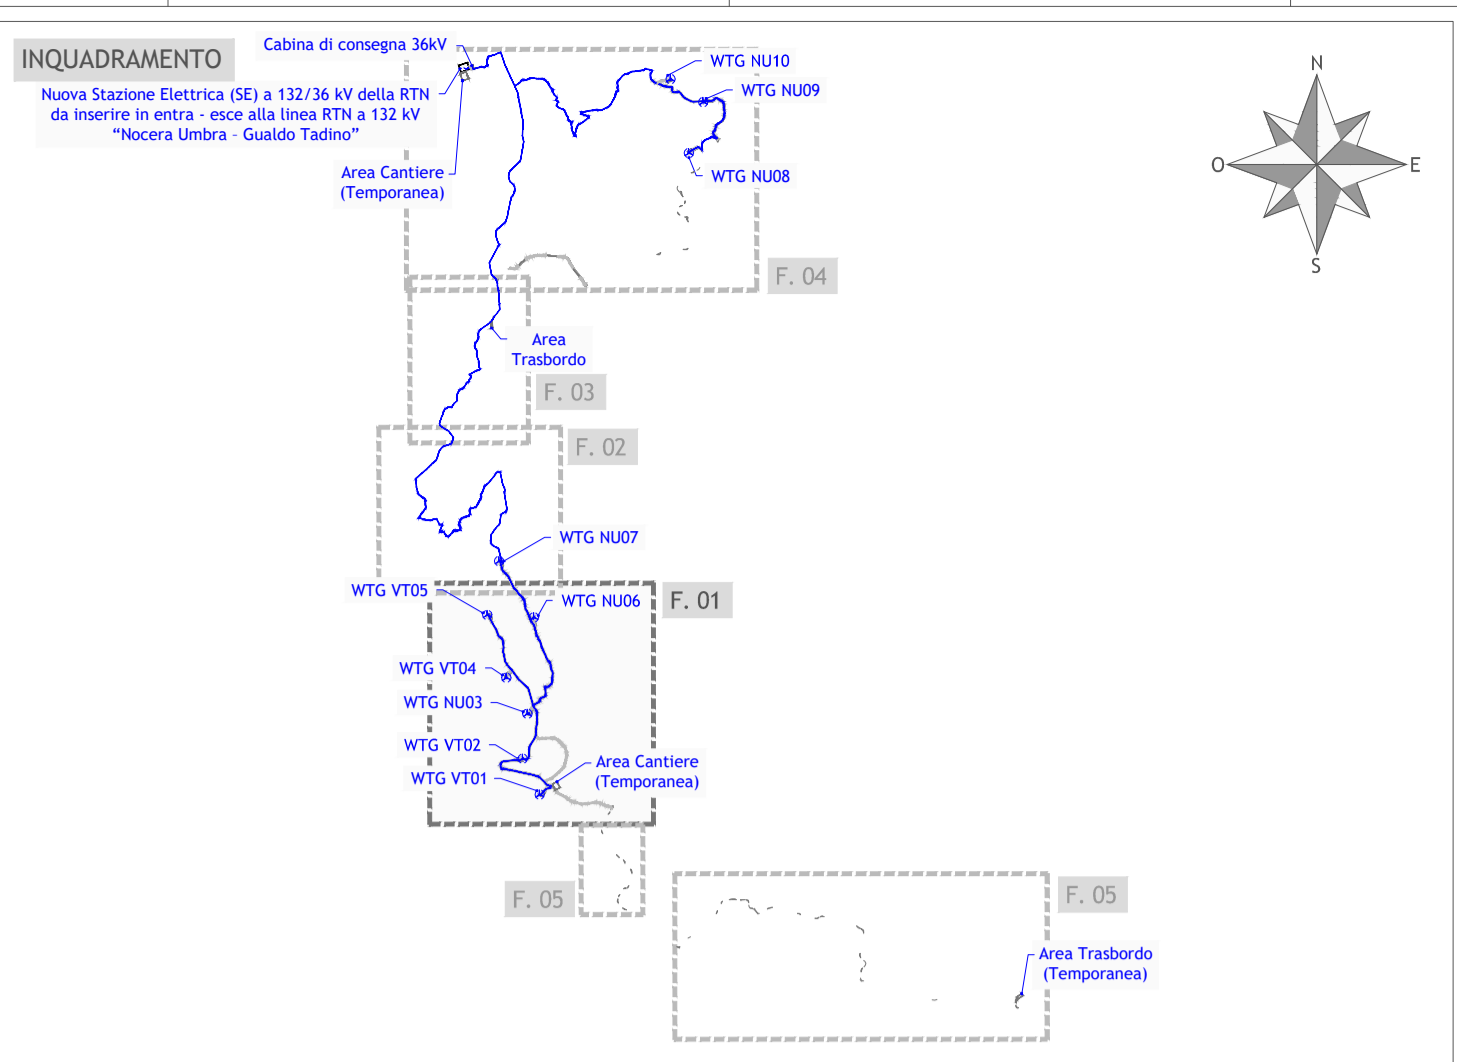 INQUADRAMENTO
Cabina di consegna 36kV
Nuova Stazione Elettrica (SE) a 132/36 kV della RTN
da inserire in entra - esce alla linea RTN a 132 kV
“Nocera Umbra - Gualdo Tadino”
Area Cantiere
(Temporanea)
WTG NU10
WTG NU09
WTG NU08
N
O
E
S
F. 04
Area
Trasbordo
F. 03
F. 02
WTG NU07
WTG VT05
WTG NU06
F. 01
WTG VT04
WTG NU03
WTG VT02
WTG VT01
Area Cantiere
(Temporanea)
F. 05
F. 05
Area Trasbordo
(Temporanea)